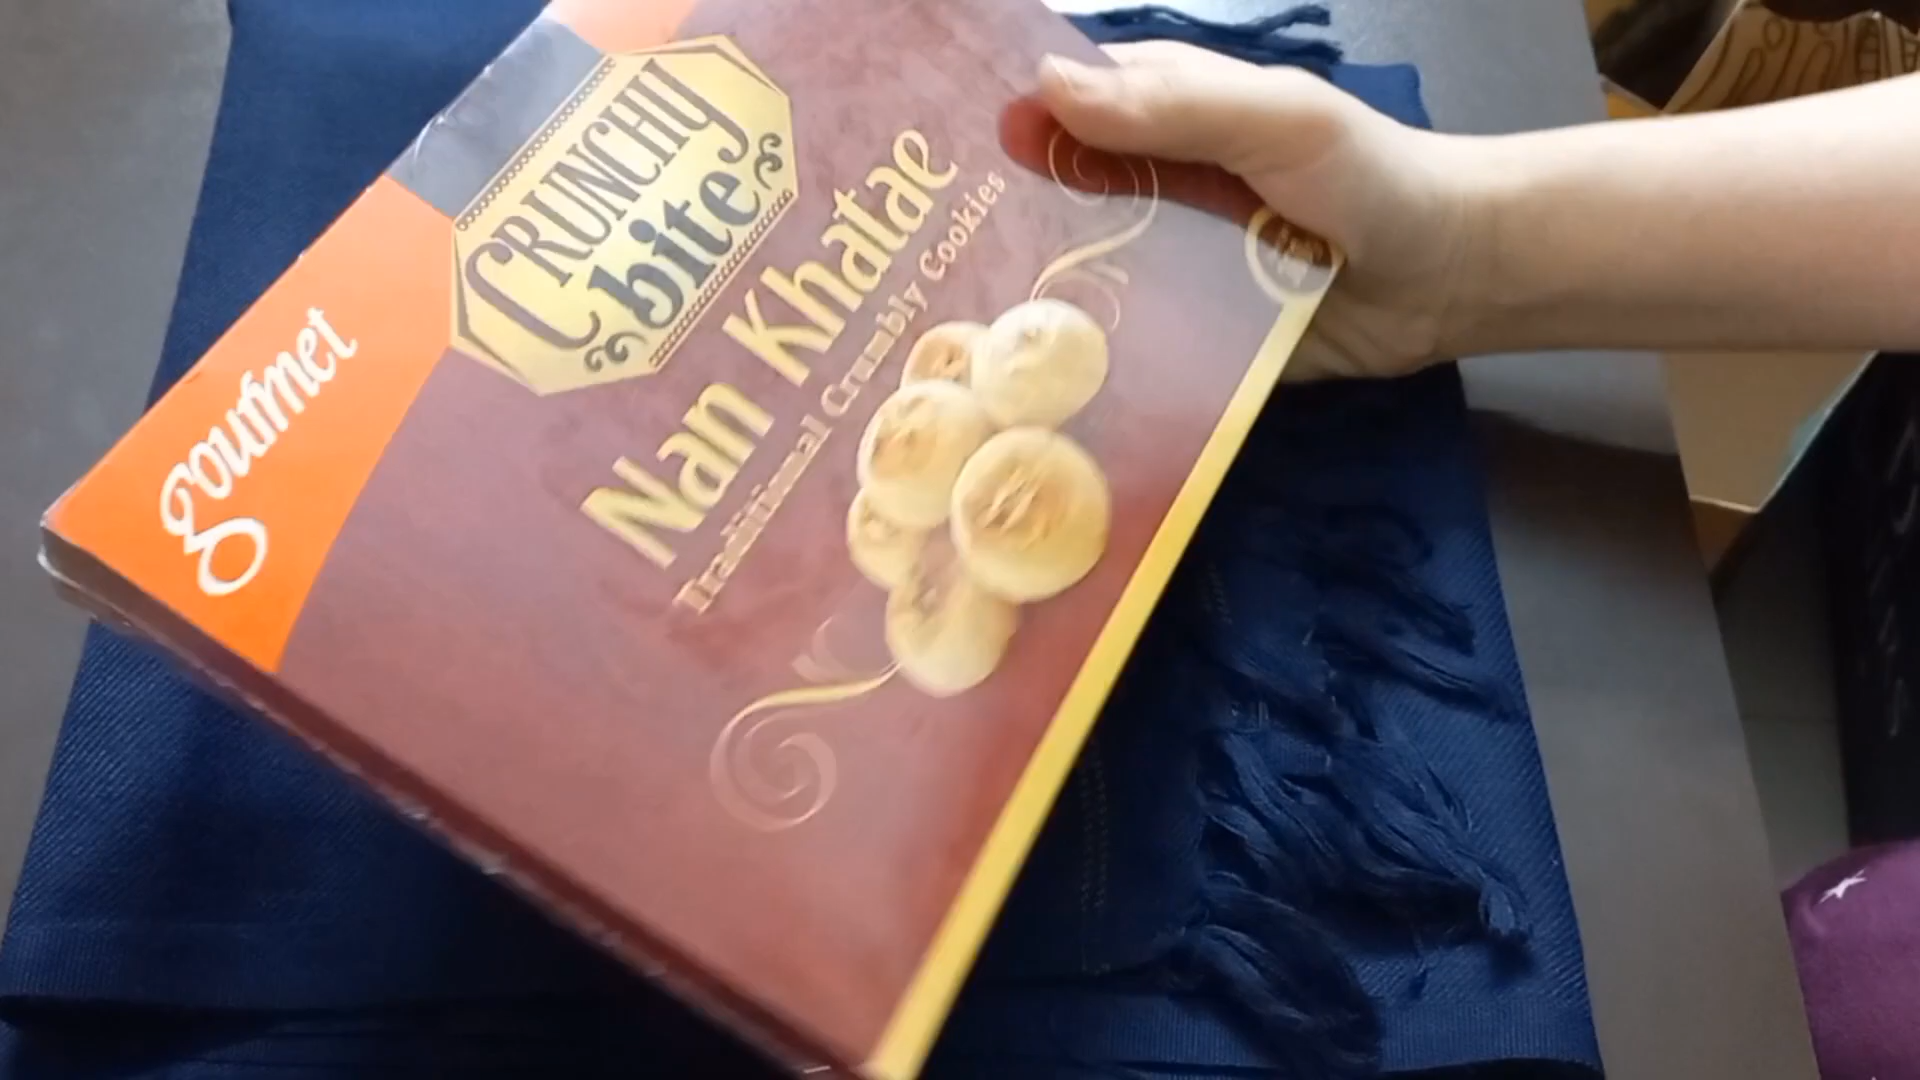 gourmet
CRUNCHY
bite
Nan Khatae
Traditional Crumbly Cookies